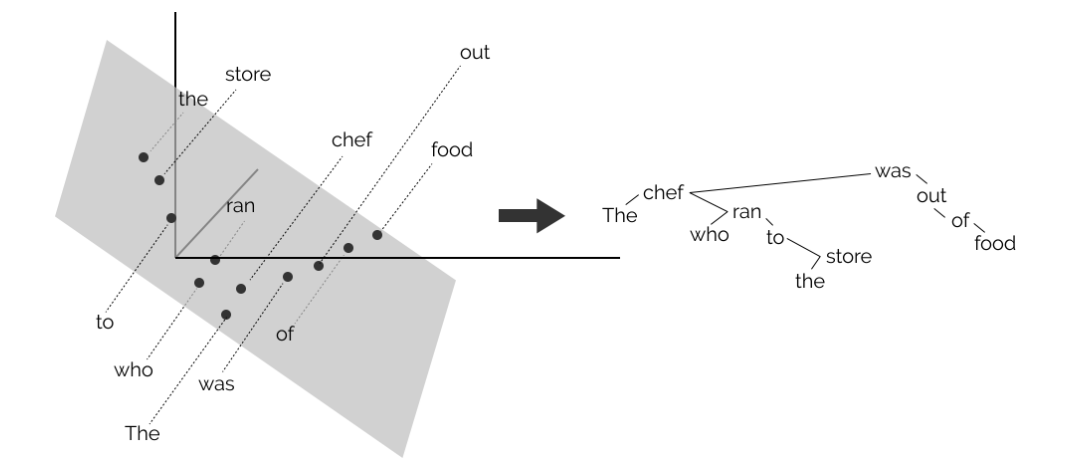 out
store
the
chef
food
ran
to
of
who
was
The
was
chef
out
The
ran
of
who
to
food
store
the